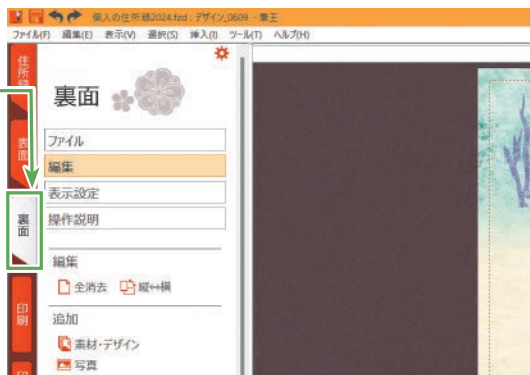 個人の住所録2024.fzd : デザイン_0609 - 筆王
ファイル(F) 編集(E) 表示(V) 選択(S) 挿入(I) ツール(T) ヘルプ(H)
住所録
表面
裏面
印刷
裏面
ファイル
編集
表示設定
操作説明
編集
全消去 縦⇔横
追加
素材・デザイン
写真